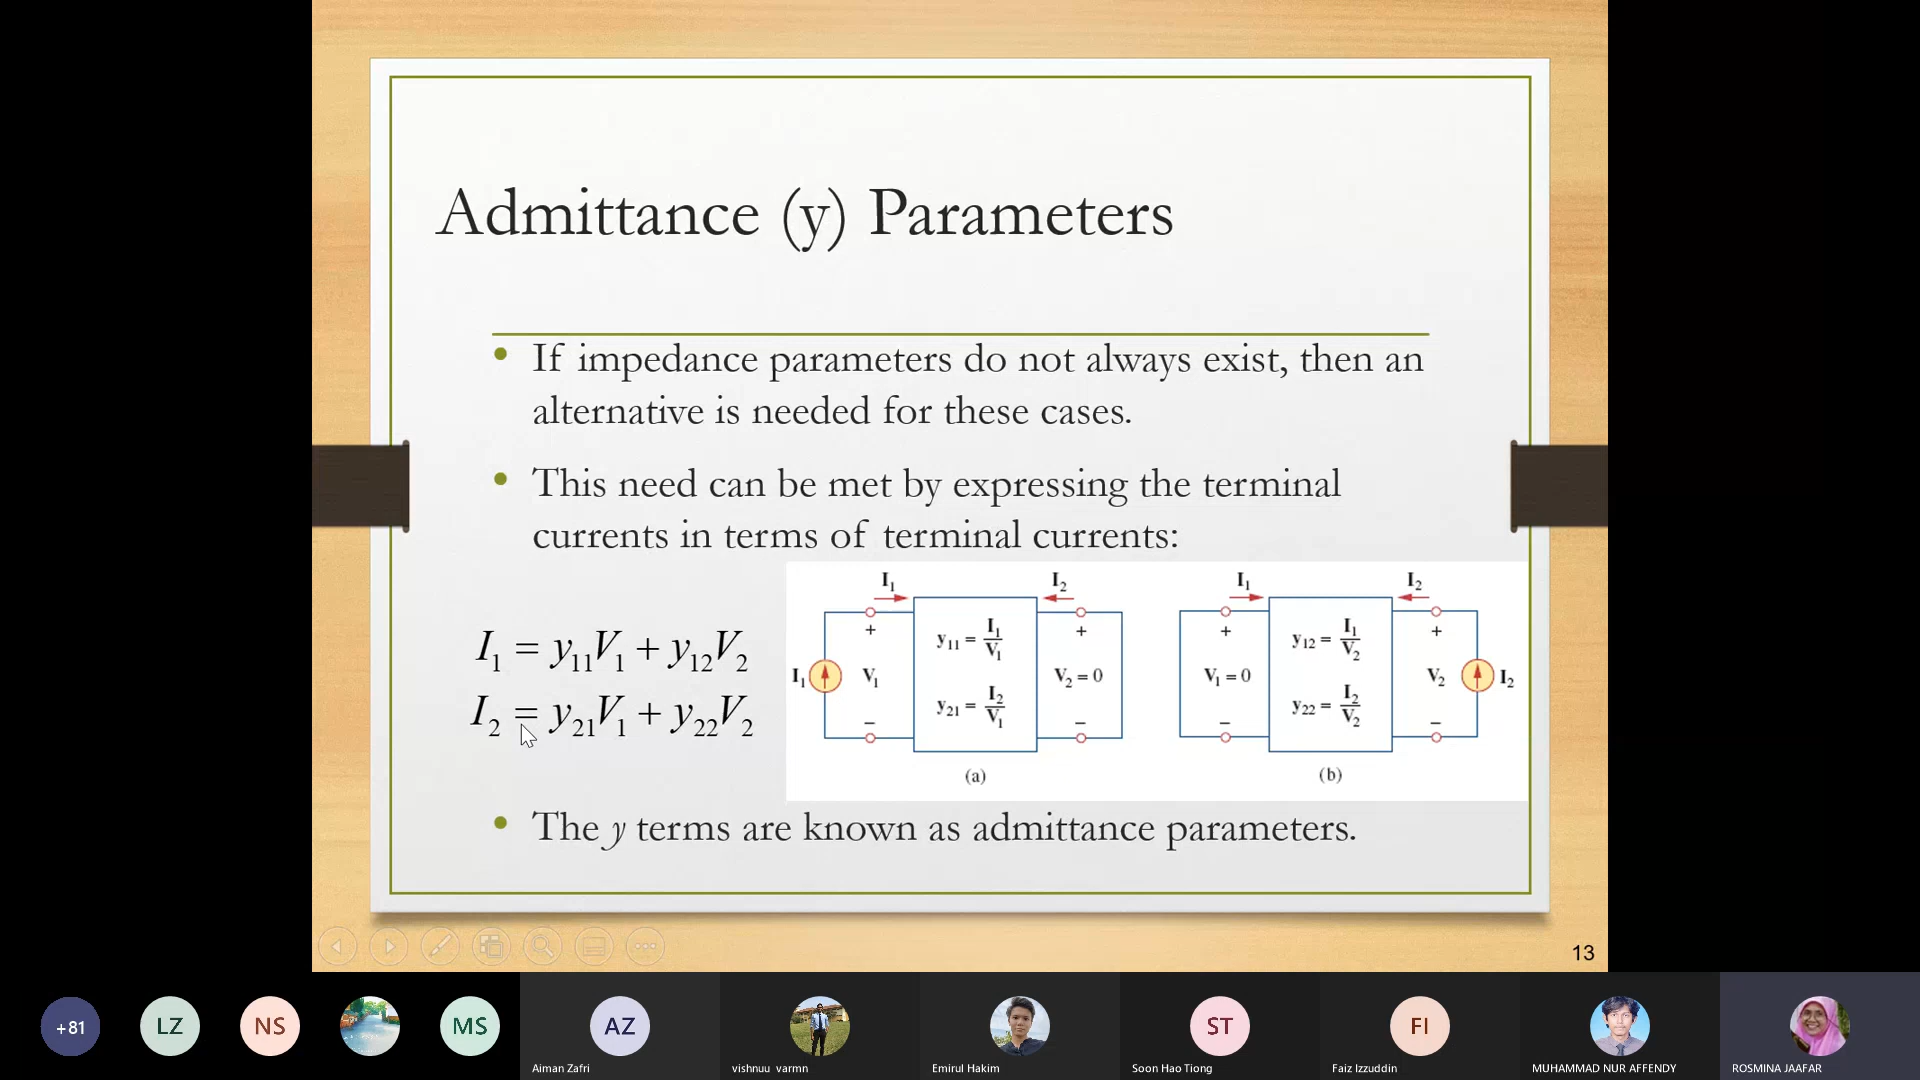 Admittance (y) Parameters
• If impedance parameters do not always exist, then an
alternative is needed for these cases.
• This need can be met by expressing the terminal
currents in terms of terminal currents:
I₁ = y₁₁V₁ + y₁₂V₂
I₂ = y₂₁V₁ + y₂₂V₂
I₁ I₂
y₁₁ = I₁/V₁
+ +
I₁ V₁ V₂ = 0
y₂₁ = I₂/V₁
− −
(a)
I₁ I₂
y₁₂ = I₁/V₂
+ +
V₁ = 0 V₂ I₂
y₂₂ = I₂/V₂
− −
(b)
• The y terms are known as admittance parameters.
13
+81
LZ
NS
MS
AZ
Aiman Zafri
vishnuu varmn
Emirul Hakim
ST
Soon Hao Tiong
FI
Faiz Izzuddin
MUHAMMAD NUR AFFENDY
ROSMINA JAAFAR